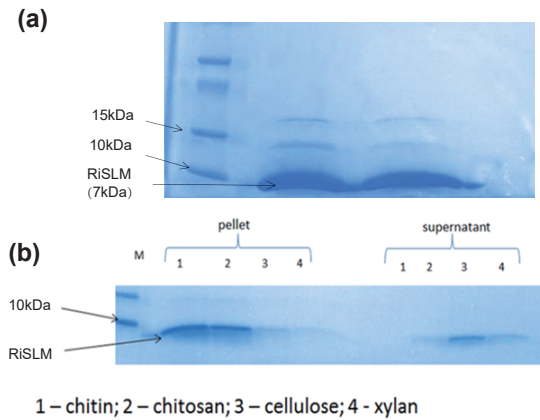 (a)
15kDa
10kDa
RiSLM
(7kDa)
pellet supernatant
(b)
M 1 2 3 4 1 2 3 4
10kDa
RiSLM
1 – chitin; 2 – chitosan; 3 – cellulose; 4 - xylan